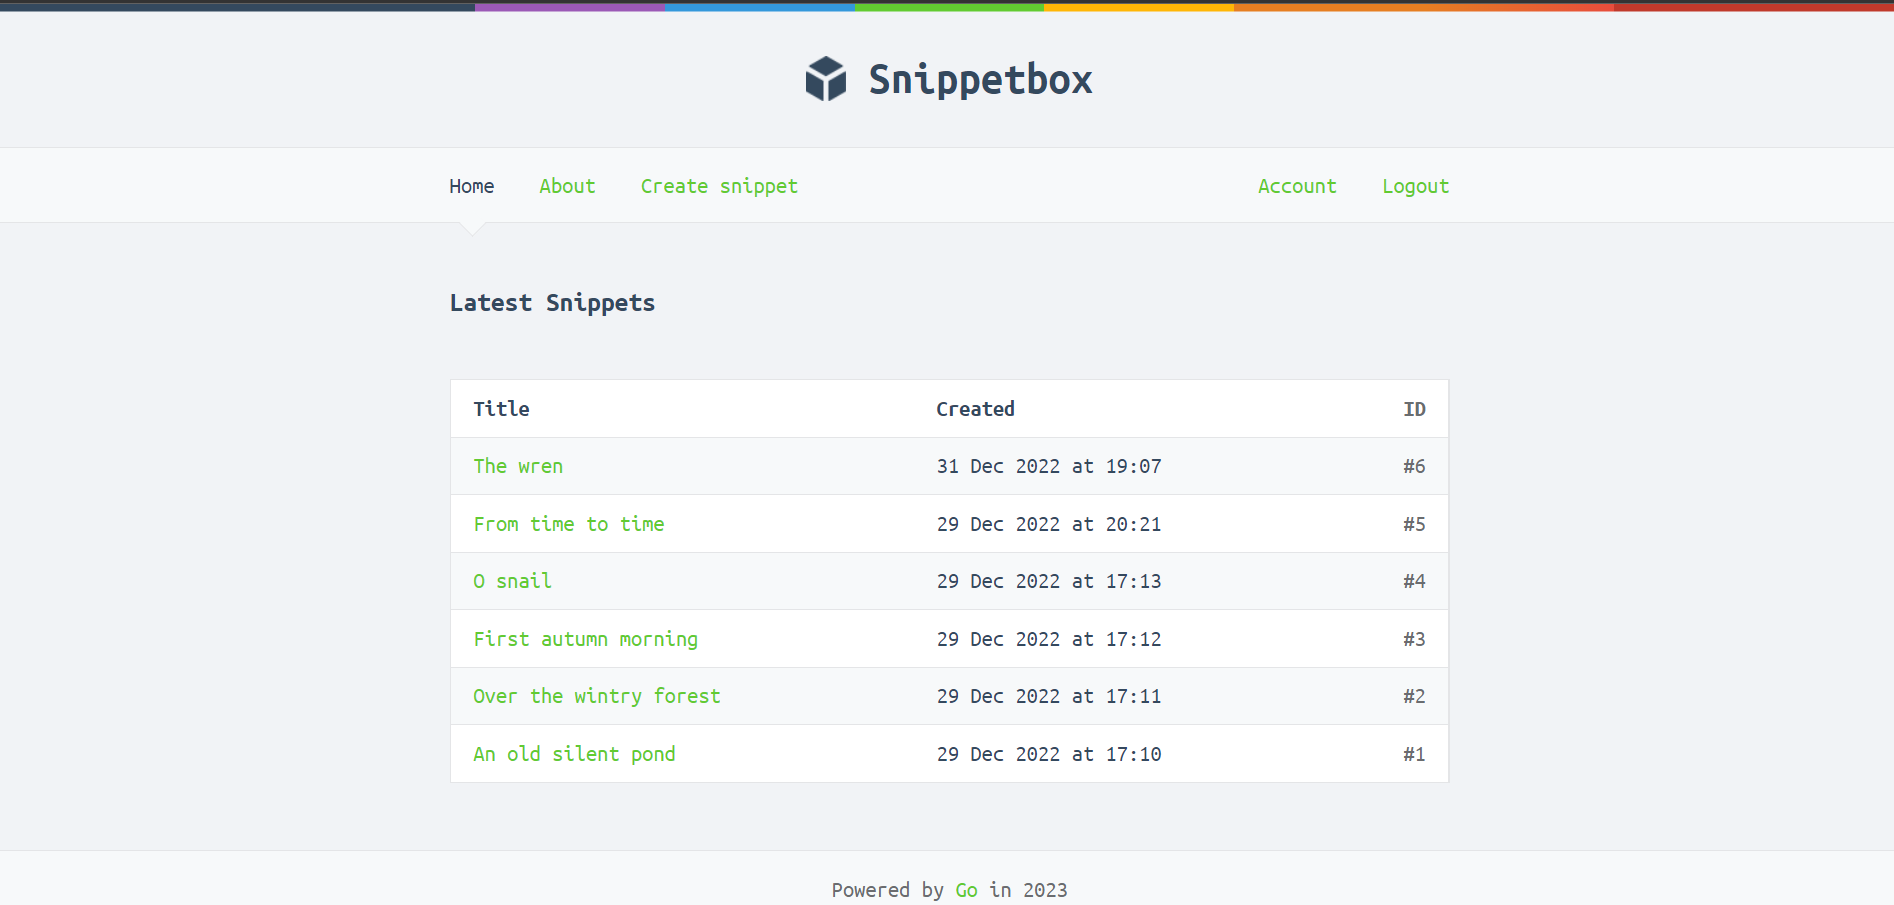 Snippetbox
Home About Create snippet Account Logout
Latest Snippets
Title Created ID
The wren 31 Dec 2022 at 19:07 #6
From time to time 29 Dec 2022 at 20:21 #5
O snail 29 Dec 2022 at 17:13 #4
First autumn morning 29 Dec 2022 at 17:12 #3
Over the wintry forest 29 Dec 2022 at 17:11 #2
An old silent pond 29 Dec 2022 at 17:10 #1
Powered by Go in 2023